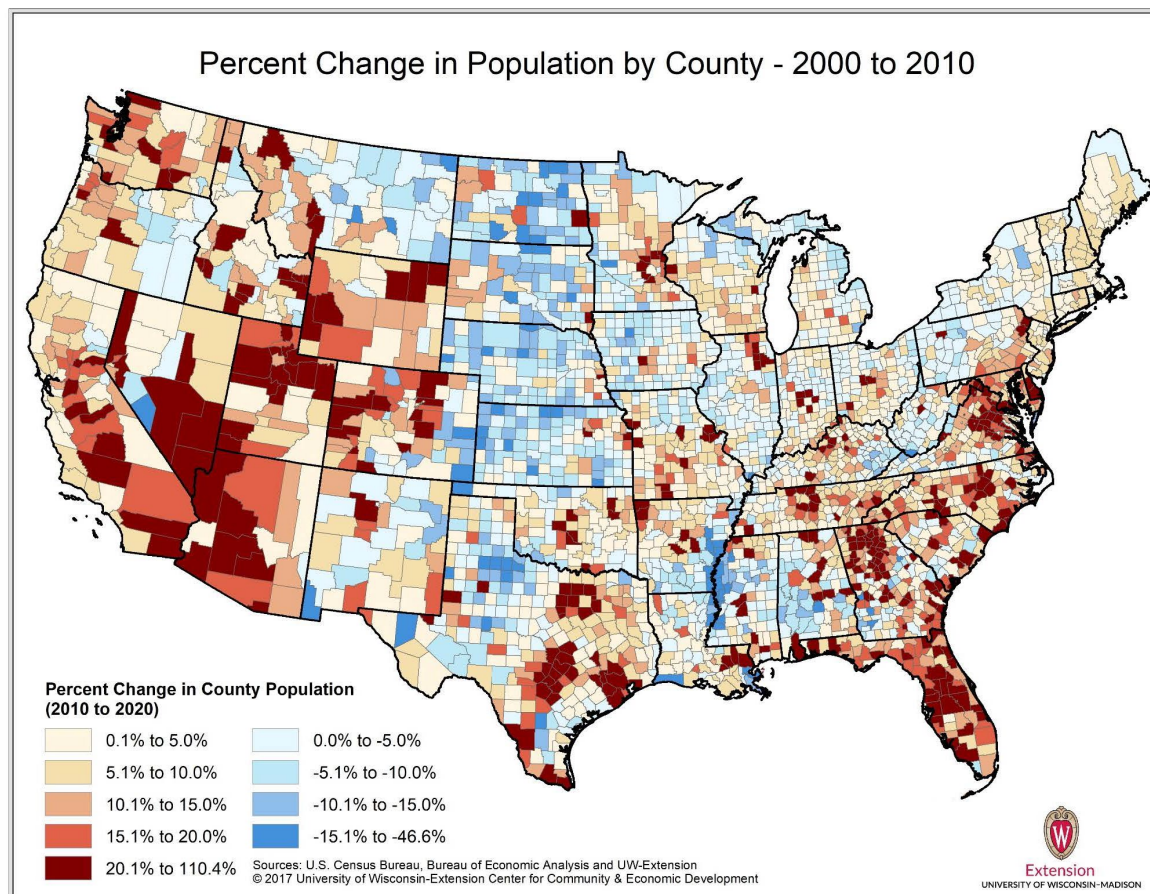 Percent Change in Population by County - 2000 to 2010
Percent Change in County Population
(2010 to 2020)
0.1% to 5.0%
0.0% to -5.0%
5.1% to 10.0%
-5.1% to -10.0%
10.1% to 15.0%
-10.1% to -15.0%
15.1% to 20.0%
-15.1% to -46.6%
20.1% to 110.4%
Sources: U.S. Census Bureau, Bureau of Economic Analysis and UW-Extension
© 2017 University of Wisconsin-Extension Center for Community & Economic Development
W
Extension
UNIVERSITY OF WISCONSIN-MADISON